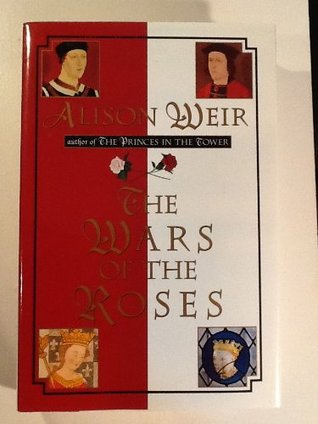 ALISON WEIR
author of THE PRINCES IN THE TOWER
THE
WARS
OF THE
ROSES